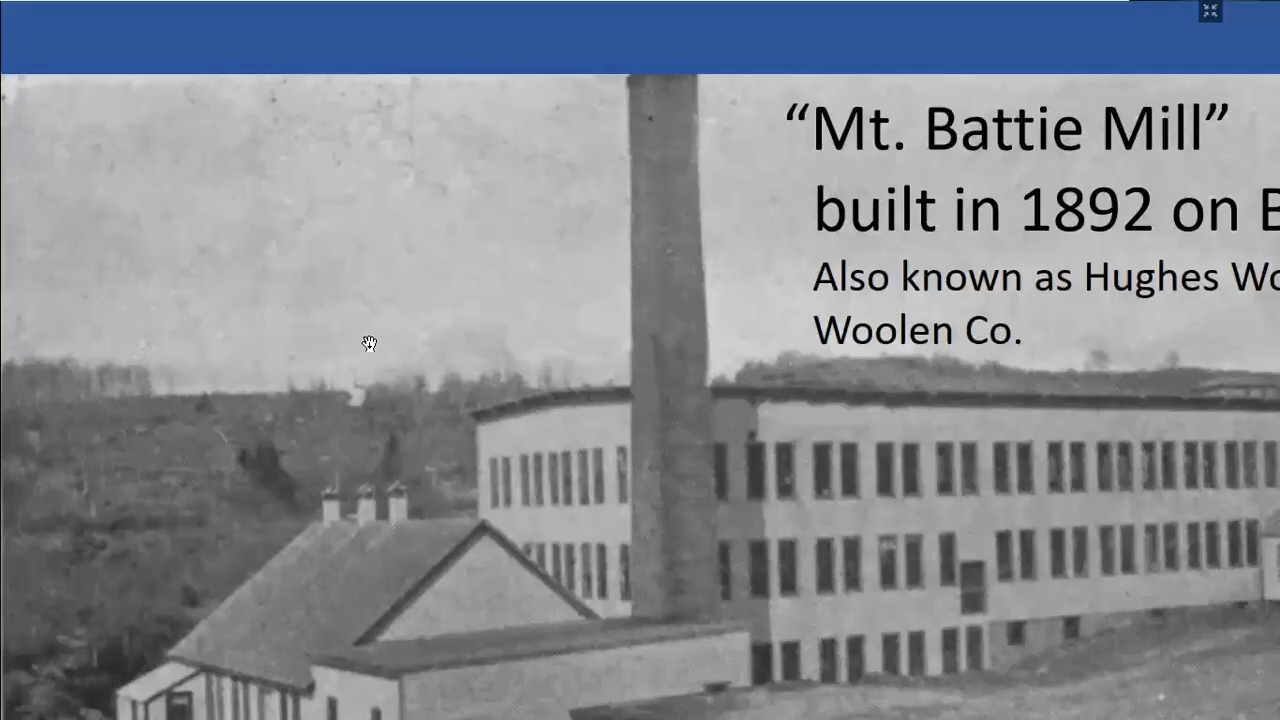 “Mt. Battie Mill”
built in 1892 on
Also known as Hughes
Woolen Co.